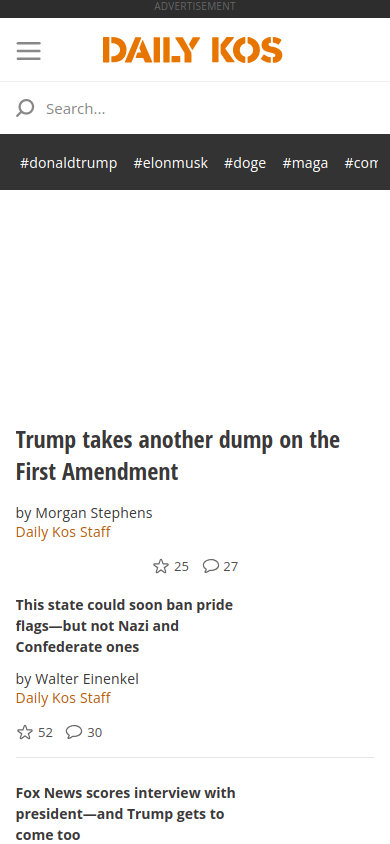 ADVERTISEMENT
DAILY KOS
Search...
#donaldtrump #elonmusk #doge #maga #com
Trump takes another dump on the
First Amendment
by Morgan Stephens
Daily Kos Staff
25 27
This state could soon ban pride
flags—but not Nazi and
Confederate ones
by Walter Einenkel
Daily Kos Staff
52 30
Fox News scores interview with
president—and Trump gets to
come too